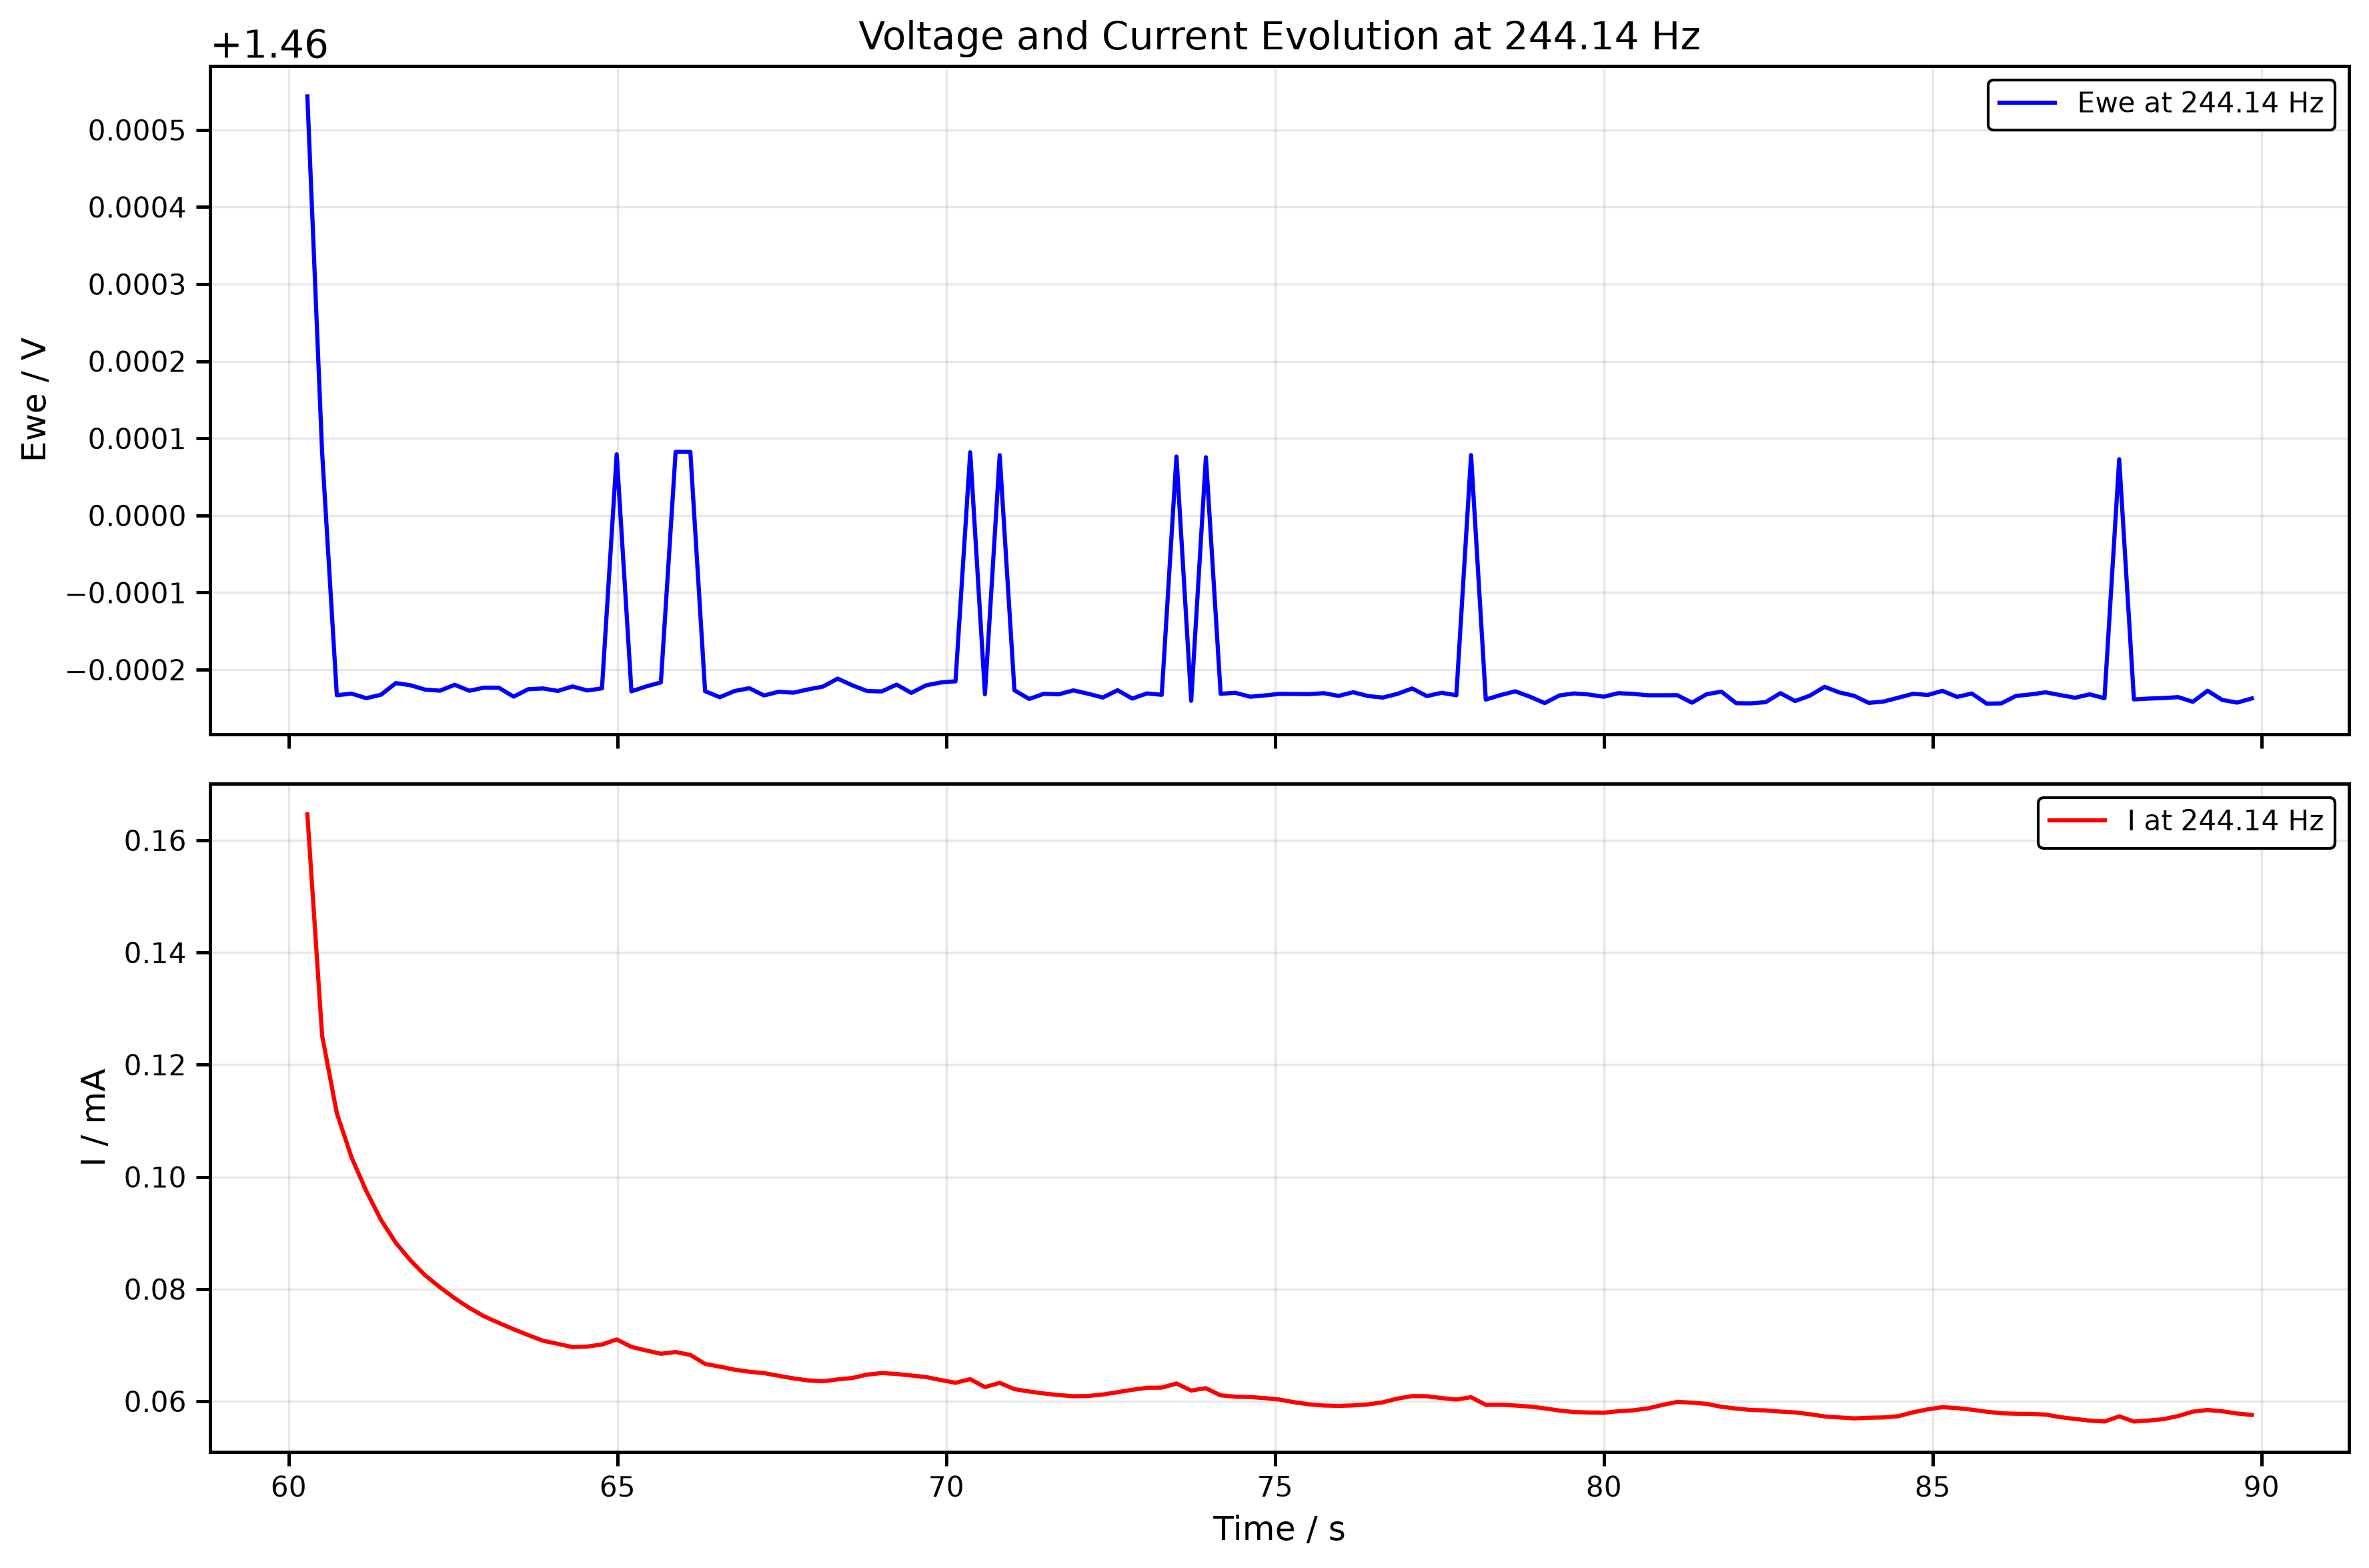 Voltage and Current Evolution at 244.14 Hz
+1.46
Ewe at 244.14 Hz
0.0005
0.0004
0.0003
0.0002
0.0001
0.0000
−0.0001
−0.0002
Ewe / V
I at 244.14 Hz
0.16
0.14
0.12
0.10
0.08
0.06
I / mA
60 65 70 75 80 85 90
Time / s